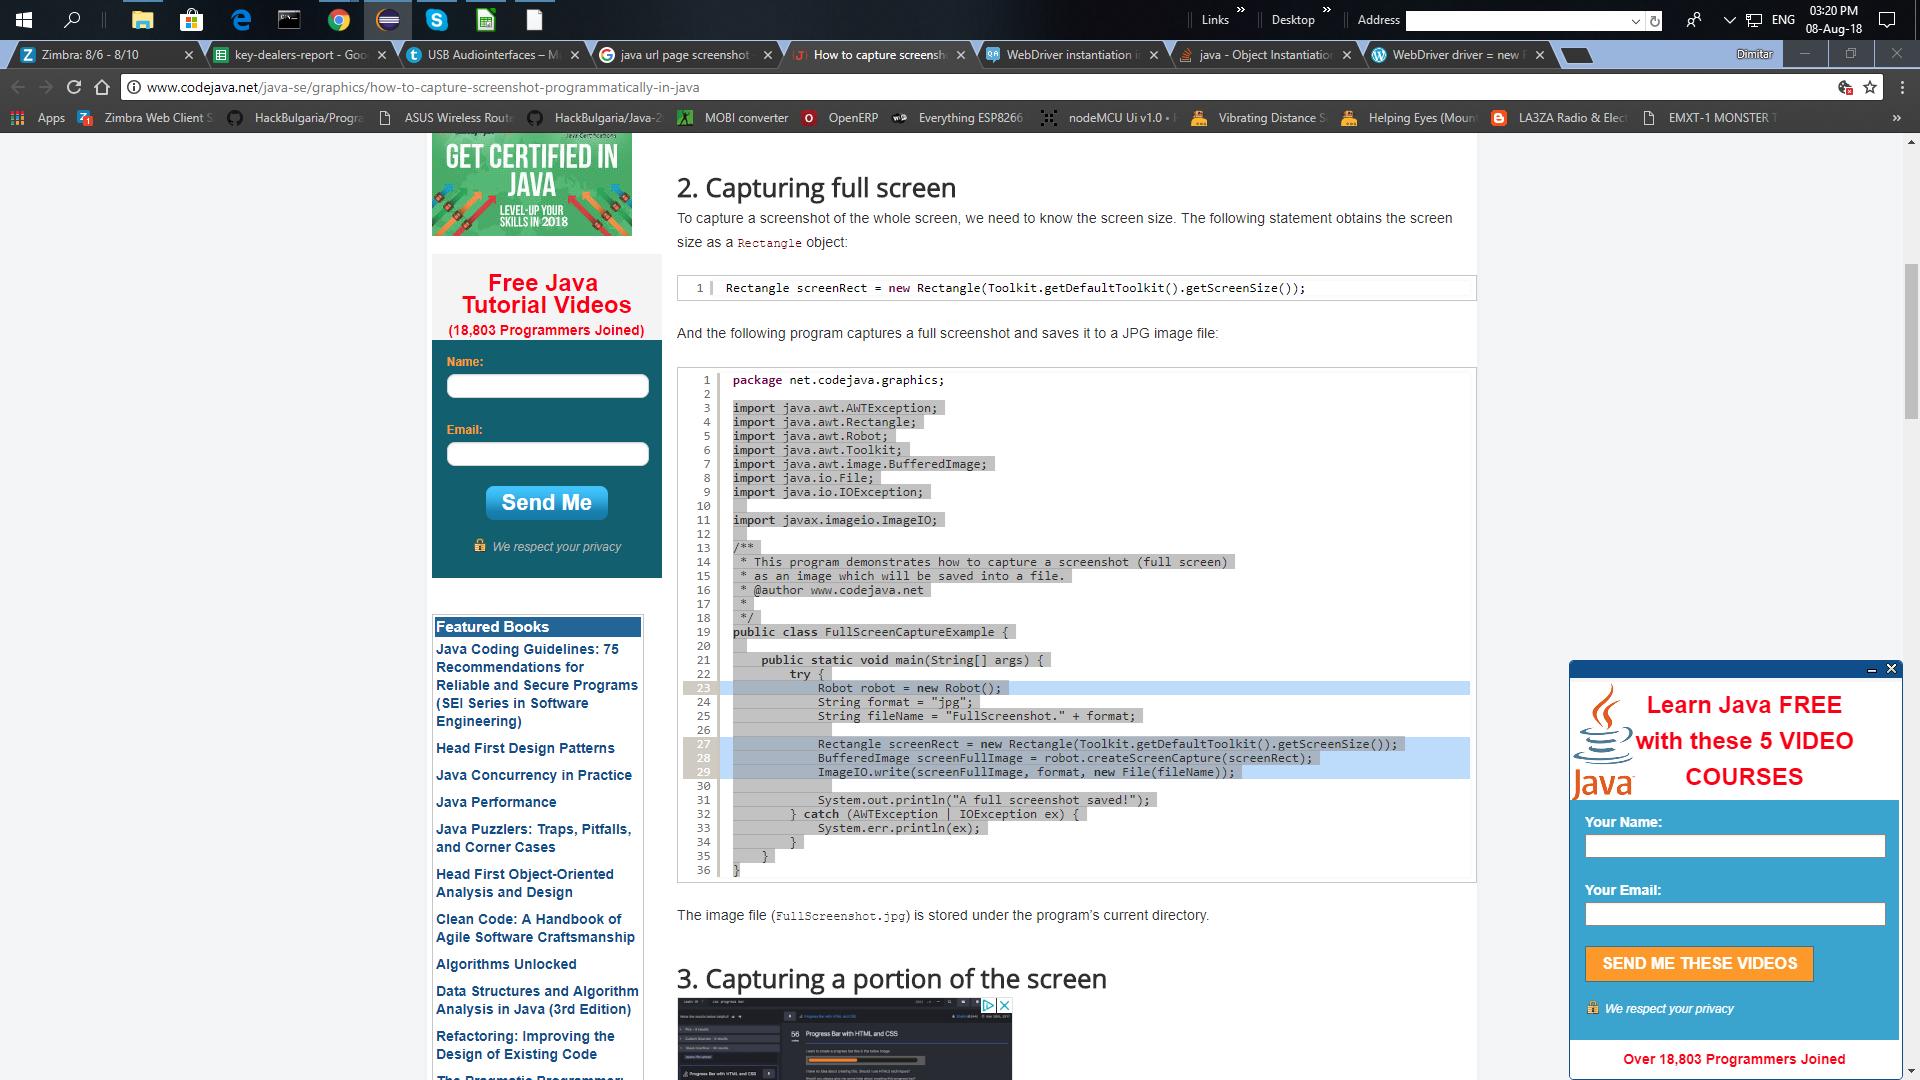 Links
Desktop
Address
ENG
03:20 PM
08-Aug-18
Zimbra: 8/6 - 8/10
key-dealers-report - Goo
USB Audiointerfaces – M
java url page screenshot
How to capture screensh
WebDriver instantiation i
java - Object Instantiation
WebDriver driver = new F
Dimitar
www.codejava.net/java-se/graphics/how-to-capture-screenshot-programmatically-in-java
Apps
Zimbra Web Client S
HackBulgaria/Progra
ASUS Wireless Route
HackBulgaria/Java-2
MOBI converter
OpenERP
Everything ESP8266
nodeMCU Ui v1.0 •
Vibrating Distance S
Helping Eyes (Moun
LA3ZA Radio & Elec
EMXT-1 MONSTER T
Java Certifications
GET CERTIFIED IN
JAVA
LEVEL-UP YOUR
SKILLS IN 2018
Free Java
Tutorial Videos
(18,803 Programmers Joined)
Name:
Email:
Send Me
We respect your privacy
Featured Books
Java Coding Guidelines: 75
Recommendations for
Reliable and Secure Programs
(SEI Series in Software
Engineering)
Head First Design Patterns
Java Concurrency in Practice
Java Performance
Java Puzzlers: Traps, Pitfalls,
and Corner Cases
Head First Object-Oriented
Analysis and Design
Clean Code: A Handbook of
Agile Software Craftsmanship
Algorithms Unlocked
Data Structures and Algorithm
Analysis in Java (3rd Edition)
Refactoring: Improving the
Design of Existing Code
The Pragmatic Programmer:
2. Capturing full screen
To capture a screenshot of the whole screen, we need to know the screen size. The following statement obtains the screen
size as a Rectangle object:
1 Rectangle screenRect = new Rectangle(Toolkit.getDefaultToolkit().getScreenSize());
And the following program captures a full screenshot and saves it to a JPG image file:
1 package net.codejava.graphics;
2
3 import java.awt.AWTException;
4 import java.awt.Rectangle;
5 import java.awt.Robot;
6 import java.awt.Toolkit;
7 import java.awt.image.BufferedImage;
8 import java.io.File;
9 import java.io.IOException;
10
11 import javax.imageio.ImageIO;
12
13 /**
14 * This program demonstrates how to capture a screenshot (full screen)
15 * as an image which will be saved into a file.
16 * @author www.codejava.net
17 *
18 */
19 public class FullScreenCaptureExample {
20
21 public static void main(String[] args) {
22 try {
23 Robot robot = new Robot();
24 String format = "jpg";
25 String fileName = "FullScreenshot." + format;
26
27 Rectangle screenRect = new Rectangle(Toolkit.getDefaultToolkit().getScreenSize());
28 BufferedImage screenFullImage = robot.createScreenCapture(screenRect);
29 ImageIO.write(screenFullImage, format, new File(fileName));
30
31 System.out.println("A full screenshot saved!");
32 } catch (AWTException | IOException ex) {
33 System.err.println(ex);
34 }
35 }
36 }
The image file (FullScreenshot.jpg) is stored under the program’s current directory.
3. Capturing a portion of the screen
56
Progress Bar with HTML and CSS
Progress Bar with HTML and CSS
Learn Java FREE
with these 5 VIDEO
COURSES
Java
Your Name:
Your Email:
SEND ME THESE VIDEOS
We respect your privacy
Over 18,803 Programmers Joined